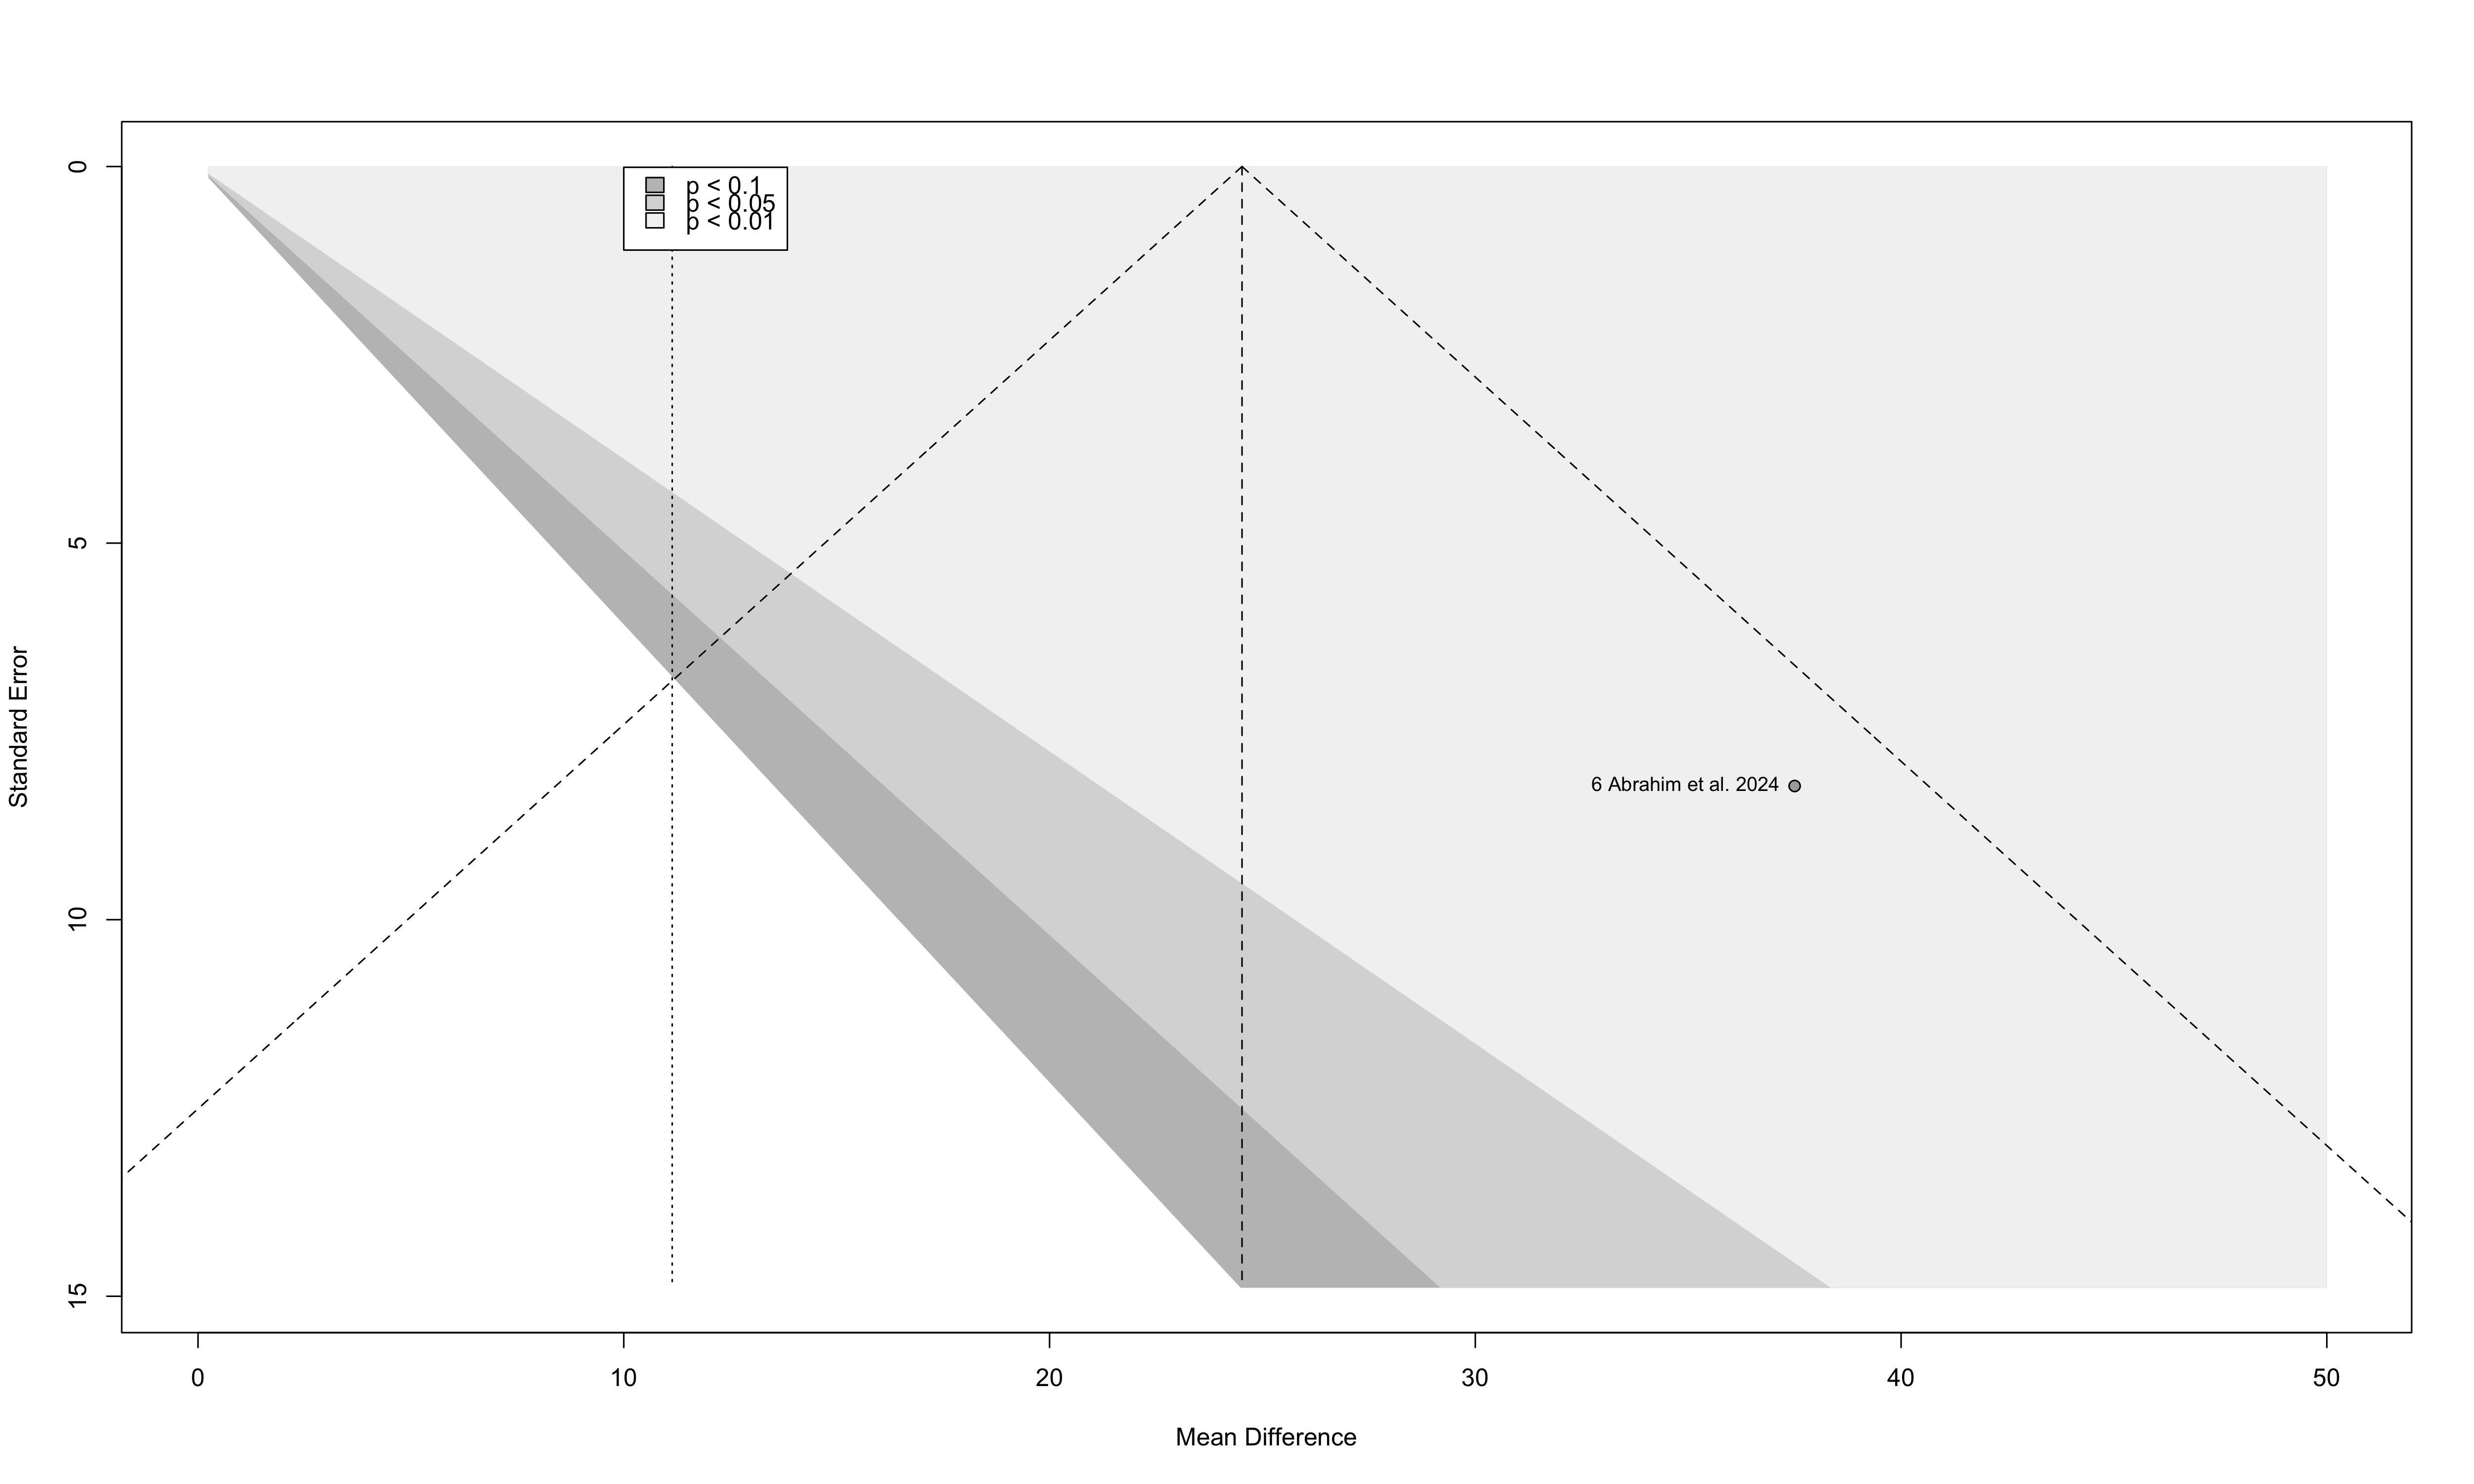 p < 0.1
p < 0.05
p < 0.01
0
5
10
15
Standard Error
6 Abrahim et al. 2024
0 10 20 30 40 50
Mean Difference